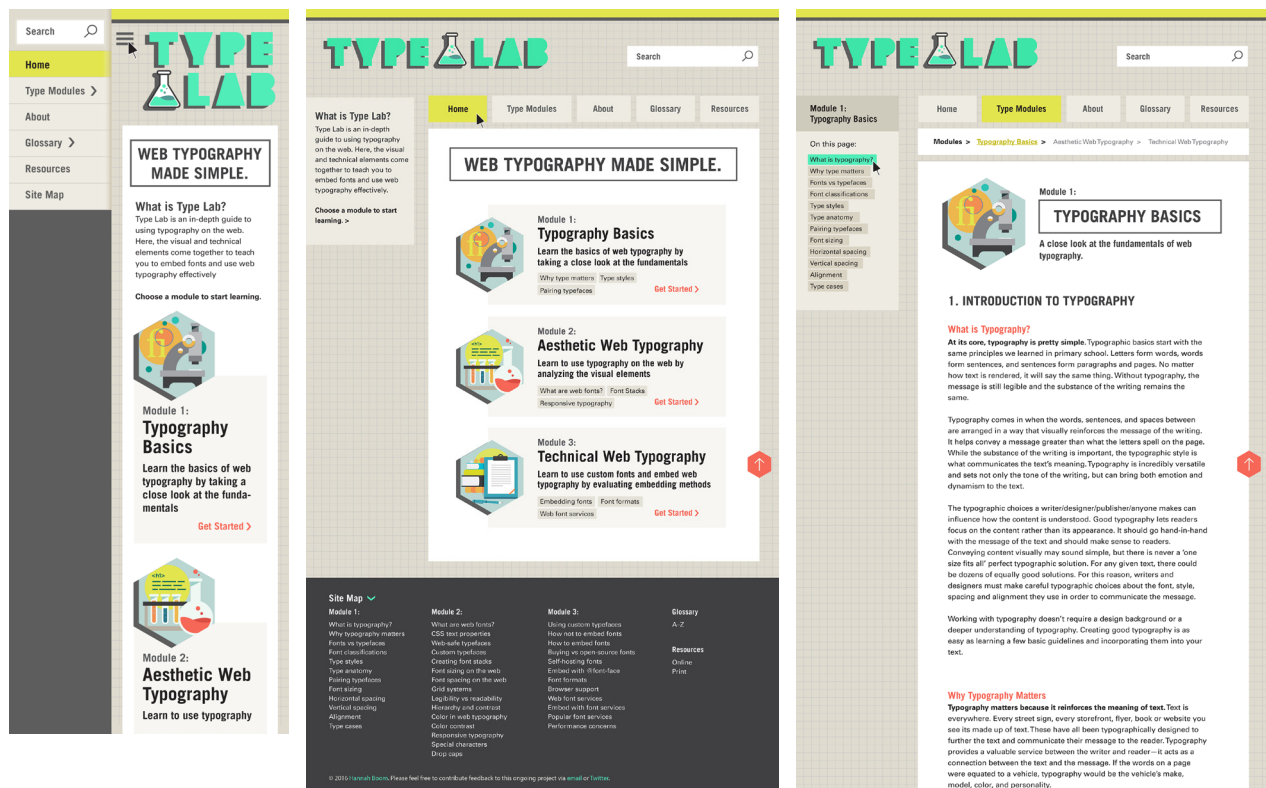 Search
Home
Type Modules
About
Glossary
Resources
Site Map
TYPE
LAB
WEB TYPOGRAPHY
MADE SIMPLE.
What is Type Lab?
Type Lab is an in-depth guide to
using typography on the web.
Here, the visual and technical
elements come together to teach
you to embed fonts and use web
typography effectively
Choose a module to start learning.
fi
Module 1:
Typography
Basics
Learn the basics of web
typography by taking a
close look at the funda-
mentals
Get Started >
<h1>
Module 2:
Aesthetic Web
Typography
Learn to use typography
TYPE LAB
Search
What is Type Lab?
Type Lab is an in-depth
guide to using typography
on the web. Here, the visual
and technical elements come
together to teach you to
embed fonts and use web
typography effectively.
Choose a module to start
learning. >
Home
Type Modules
About
Glossary
Resources
WEB TYPOGRAPHY MADE SIMPLE.
fi
Module 1:
Typography Basics
Learn the basics of web typography by
taking a close look at the fundamentals
Why type matters Type styles
Pairing typefaces
Get Started >
<h1>
Module 2:
Aesthetic Web Typography
Learn to use typography on the web by
analyzing the visual elements
What are web fonts? Font Stacks
Responsive typography
Get Started >
Module 3:
Technical Web Typography
Learn to use custom fonts and embed web
typography by evaluating embedding methods
Embedding fonts Font formats
Web font services
Get Started >
Site Map
Module 1:
What is typography?
Why typography matters
Fonts vs typefaces
Font classifications
Type styles
Type anatomy
Pairing typefaces
Font sizing
Horizontal spacing
Vertical spacing
Alignment
Type cases
Module 2:
What are web fonts?
CSS text properties
Web-safe typefaces
Custom typefaces
Creating font stacks
Font sizing on the web
Font spacing on the web
Grid systems
Legibility vs readability
Hierarchy and contrast
Color in web typography
Color contrast
Responsive typography
Special characters
Drop caps
Module 3:
Using custom typefaces
How not to embed fonts
How to embed fonts
Buying vs open-source fonts
Self-hosting fonts
Embed with @font-face
Font formats
Browser support
Web font services
Embed with font services
Popular font services
Performance concerns
Glossary
A-Z
Resources
Online
Print
© 2016 Hannah Boom. Please feel free to contribute feedback to this ongoing project via email or Twitter.
TYPE LAB
Search
Module 1:
Typography Basics
On this page:
What is typography?
Why type matters
Fonts vs typefaces
Font classifications
Type styles
Type anatomy
Pairing typefaces
Font sizing
Horizontal spacing
Vertical spacing
Alignment
Type cases
Home
Type Modules
About
Glossary
Resources
Modules > Typography Basics > Aesthetic Web Typography > Technical Web Typography
fi
Module 1:
TYPOGRAPHY BASICS
A close look at the fundamentals of web
typography.
1. INTRODUCTION TO TYPOGRAPHY
What is Typography?
At its core, typography is pretty simple. Typographic basics start with the
same principles we learned in primary school. Letters form words, words
form sentences, and sentences form paragraphs and pages. No matter
how text is rendered, it will say the same thing. Without typography, the
message is still legible and the substance of the writing remains the
same.
Typography comes in when the words, sentences, and spaces between
are arranged in a way that visually reinforces the message of the writing.
It helps convey a message greater than what the letters spell on the page.
While the substance of the writing is important, the typographic style is
what communicates the text's meaning. Typography is incredibly versatile
and sets not only the tone of the writing, but can bring both emotion and
dynamism to the text.
The typographic choices a writer/designer/publisher/anyone makes can
influence how the content is understood. Good typography lets readers
focus on the content rather than its appearance. It should go hand-in-hand
with the message of the text and should make sense to readers.
Conveying content visually may sound simple, but there is never a 'one
size fits all' perfect typographic solution. For any given text, there could
be dozens of equally good solutions. For this reason, writers and
designers must make careful typographic choices about the font, style,
spacing and alignment they use in order to communicate the message.
Working with typography doesn't require a design background or a
deeper understanding of typography. Creating good typography is as
easy as learning a few basic guidelines and incorporating them into your
text.
Why Typography Matters
Typography matters because it reinforces the meaning of text. Text is
everywhere. Every street sign, every storefront, flyer, book or website you
see its made up of text. These have all been typographically designed to
further the text and communicate their message to the reader. Typography
provides a valuable service between the writer and reader—it acts as a
connection between the text and the message. If the words on a page
were equated to a vehicle, typography would be the vehicle's make,
model, color, and personality.